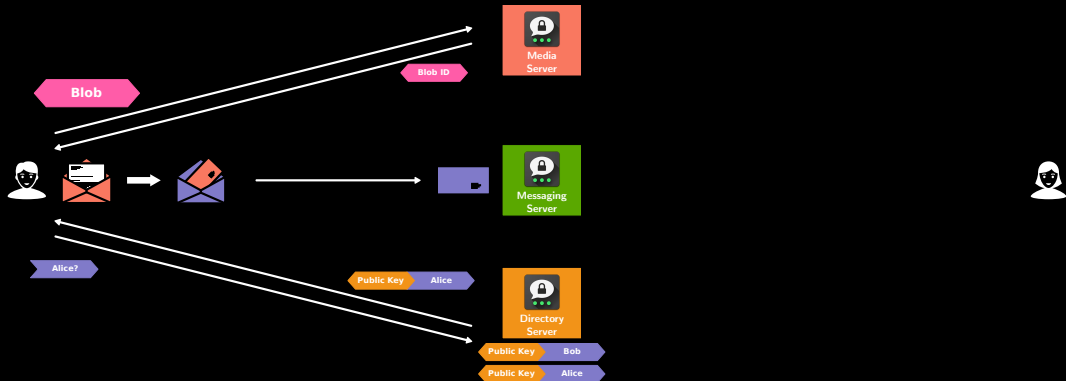 Media
Server
Blob ID
Blob
Messaging
Server
Alice?
Public Key Alice
Directory
Server
Public Key Bob
Public Key Alice